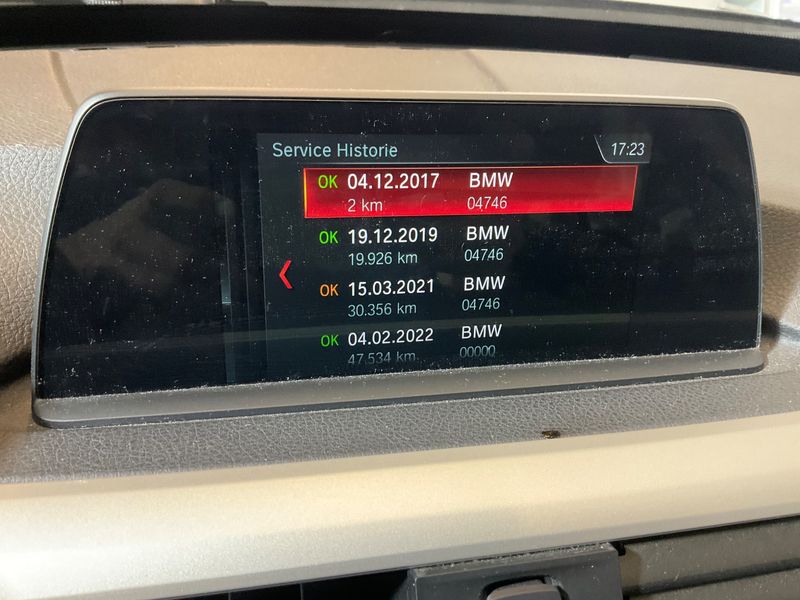 Service Historie 17:23
OK 04.12.2017 BMW
2 km 04746
OK 19.12.2019 BMW
19.926 km 04746
OK 15.03.2021 BMW
30.356 km 04746
OK 04.02.2022 BMW
47.534 km 00000